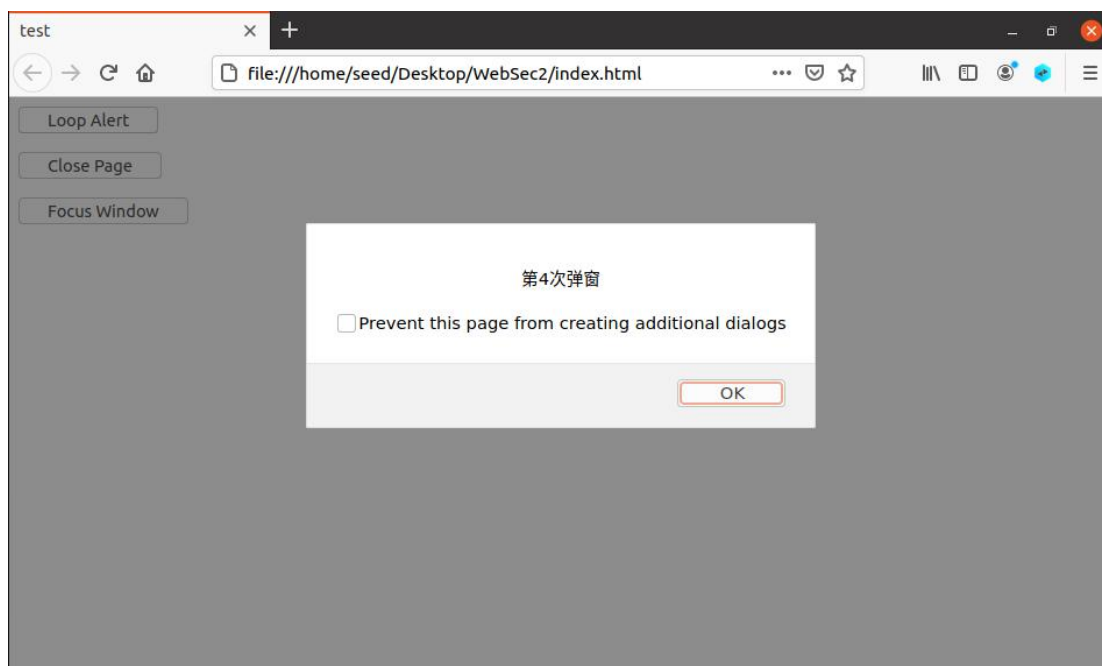 test
file:///home/seed/Desktop/WebSec2/index.html
Loop Alert
Close Page
Focus Window
第4次弹窗
Prevent this page from creating additional dialogs
OK